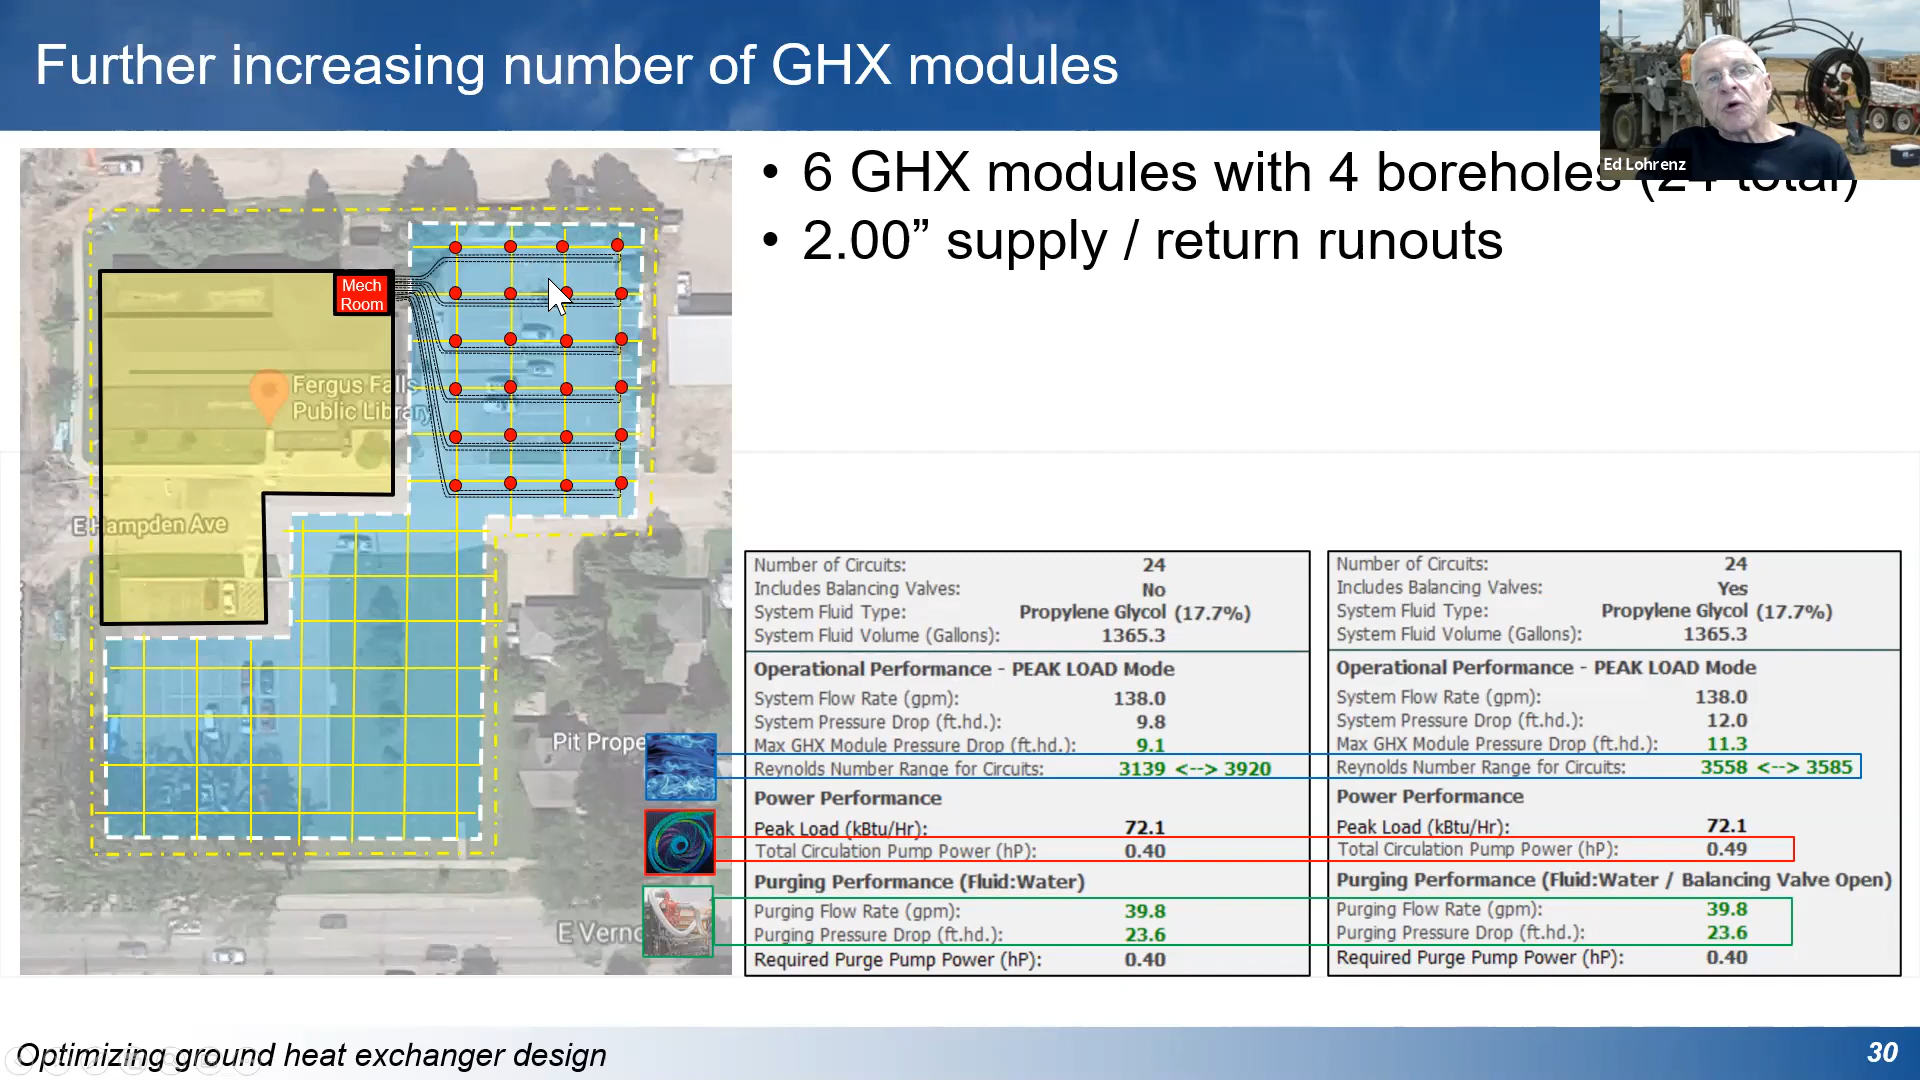 Further increasing number of GHX modules
Ed Lohrenz
• 6 GHX modules with 4 boreholes (24 total)
• 2.00” supply / return runouts
Mech
Room
Fergus Falls
Public Library
E Hampden Ave
Pit Prope
E Verno
Number of Circuits: 24
Includes Balancing Valves: No
System Fluid Type: Propylene Glycol (17.7%)
System Fluid Volume (Gallons): 1365.3
Operational Performance - PEAK LOAD Mode
System Flow Rate (gpm): 138.0
System Pressure Drop (ft.hd.): 9.8
Max GHX Module Pressure Drop (ft.hd.): 9.1
Reynolds Number Range for Circuits: 3139 <--> 3920
Power Performance
Peak Load (kBtu/Hr): 72.1
Total Circulation Pump Power (hP): 0.40
Purging Performance (Fluid:Water)
Purging Flow Rate (gpm): 39.8
Purging Pressure Drop (ft.hd.): 23.6
Required Purge Pump Power (hP): 0.40
Number of Circuits: 24
Includes Balancing Valves: Yes
System Fluid Type: Propylene Glycol (17.7%)
System Fluid Volume (Gallons): 1365.3
Operational Performance - PEAK LOAD Mode
System Flow Rate (gpm): 138.0
System Pressure Drop (ft.hd.): 12.0
Max GHX Module Pressure Drop (ft.hd.): 11.3
Reynolds Number Range for Circuits: 3558 <--> 3585
Power Performance
Peak Load (kBtu/Hr): 72.1
Total Circulation Pump Power (hP): 0.49
Purging Performance (Fluid:Water / Balancing Valve Open)
Purging Flow Rate (gpm): 39.8
Purging Pressure Drop (ft.hd.): 23.6
Required Purge Pump Power (hP): 0.40
Optimizing ground heat exchanger design
30